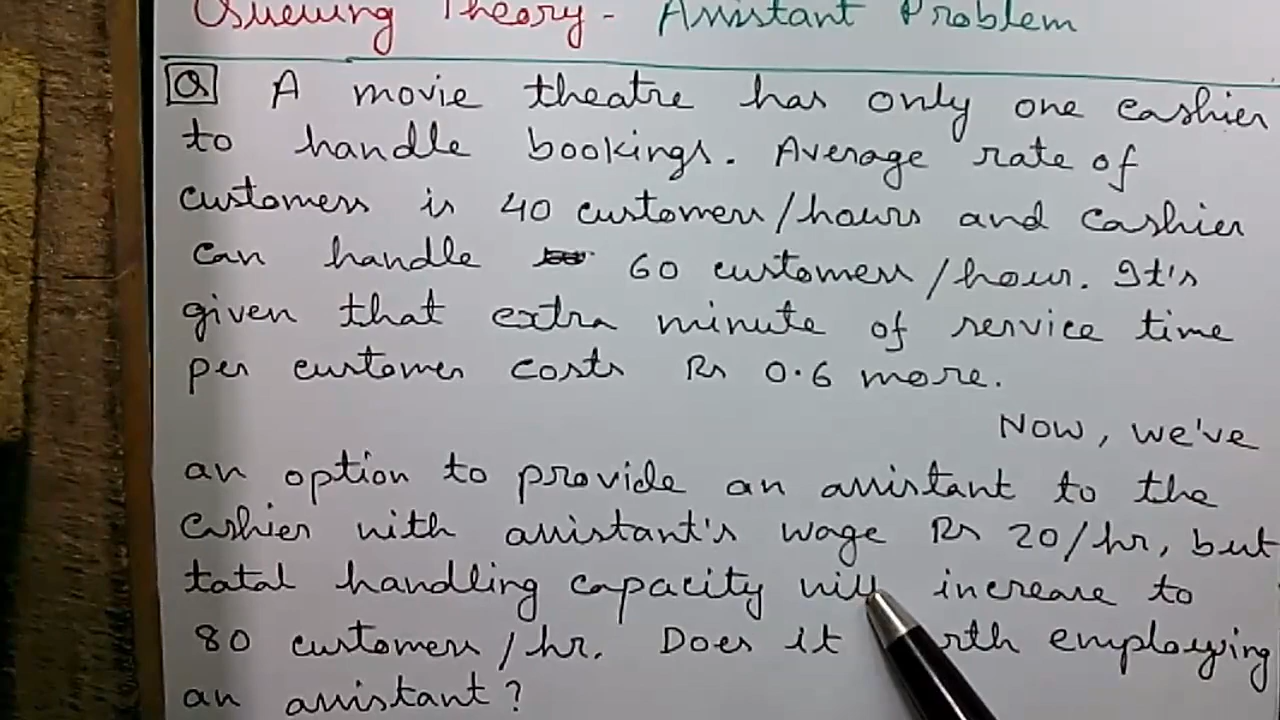 Queuing Theory - Assistant Problem
Q A movie theatre has only one cashier
to handle bookings. Average rate of
customers is 40 customers/hours and cashier
can handle 60 customers/hour. It's
given that extra minute of service time
per customer costs Rs 0.6 more.
Now, we've
an option to provide an assistant to the
cashier with assistant's wage Rs 20/hr, but
total handling capacity will increase to
80 customers/hr. Does it employing
an assistant?